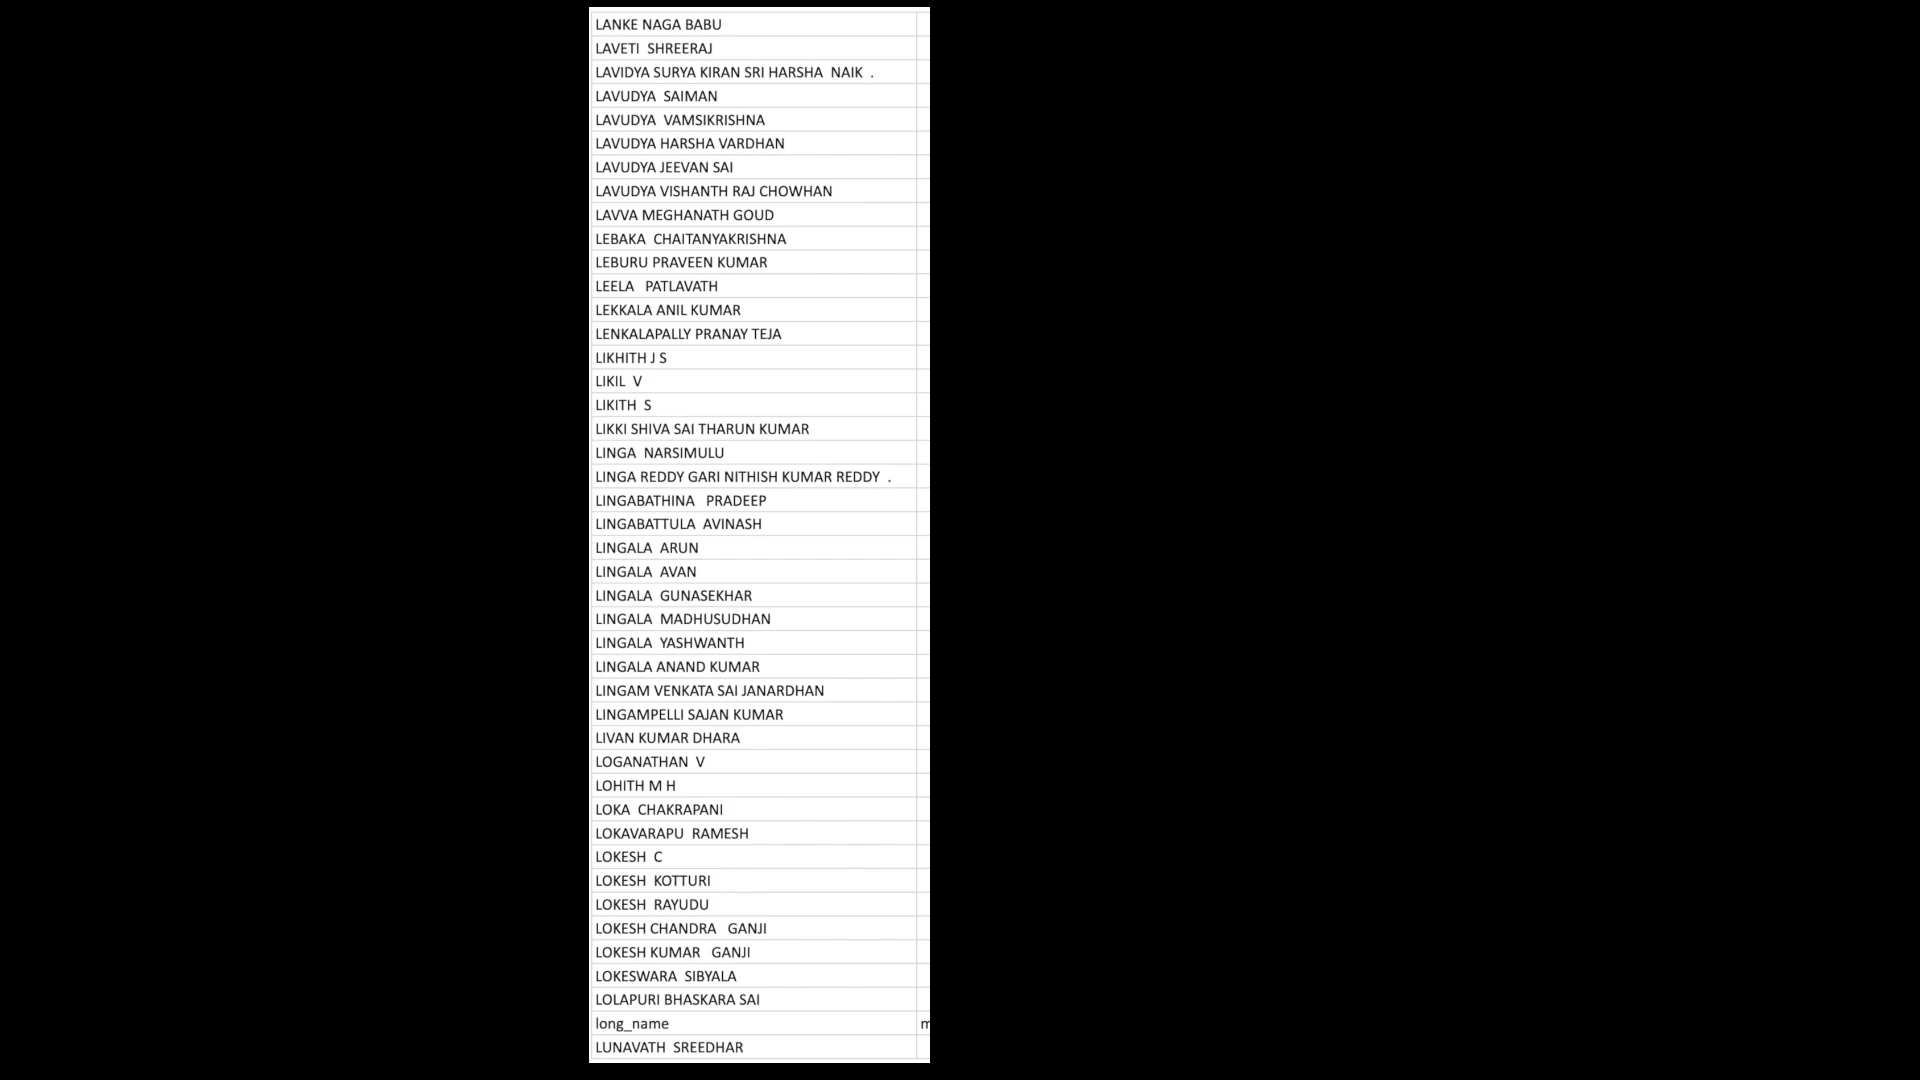 LANKE NAGA BABU
LAVETI  SHREERAJ
LAVIDYA SURYA KIRAN SRI HARSHA  NAIK  .
LAVUDYA  SAIMAN
LAVUDYA  VAMSIKRISHNA
LAVUDYA HARSHA VARDHAN
LAVUDYA JEEVAN SAI
LAVUDYA VISHANTH RAJ CHOWHAN
LAVVA MEGHANATH GOUD
LEBAKA  CHAITANYAKRISHNA
LEBURU PRAVEEN KUMAR
LEELA   PATLAVATH
LEKKALA ANIL KUMAR
LENKALAPALLY PRANAY TEJA
LIKHITH J S
LIKIL  V
LIKITH  S
LIKKI SHIVA SAI THARUN KUMAR
LINGA  NARSIMULU
LINGA REDDY GARI NITHISH KUMAR REDDY  .
LINGABATHINA   PRADEEP
LINGABATTULA  AVINASH
LINGALA  ARUN
LINGALA  AVAN
LINGALA  GUNASEKHAR
LINGALA  MADHUSUDHAN
LINGALA  YASHWANTH
LINGALA ANAND KUMAR
LINGAM VENKATA SAI JANARDHAN
LINGAMPELLI SAJAN KUMAR
LIVAN KUMAR DHARA
LOGANATHAN  V
LOHITH M H
LOKA  CHAKRAPANI
LOKAVARAPU  RAMESH
LOKESH  C
LOKESH  KOTTURI
LOKESH  RAYUDU
LOKESH CHANDRA   GANJI
LOKESH KUMAR   GANJI
LOKESWARA  SIBYALA
LOLAPURI BHASKARA SAI
long_name
LUNAVATH  SREEDHAR